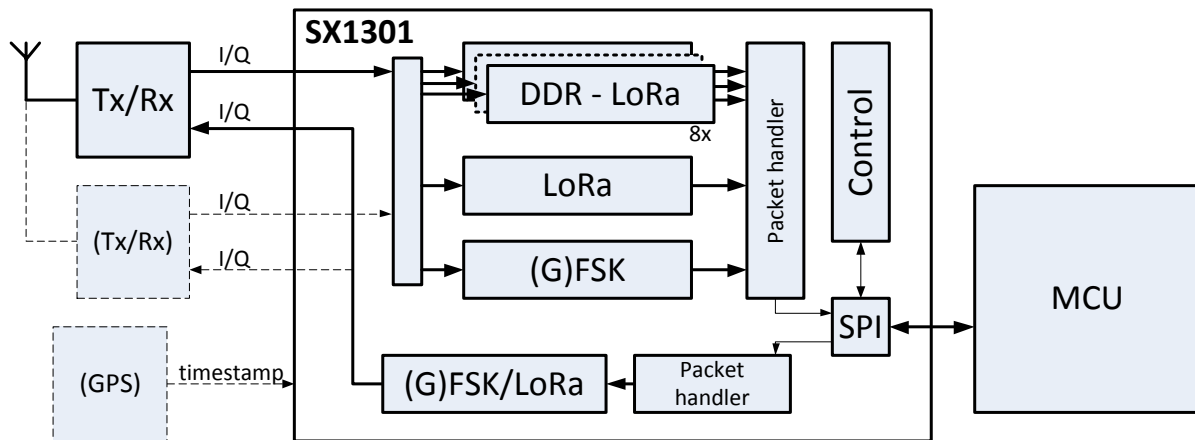 SX1301
I/Q
Tx/Rx
I/Q
DDR - LoRa
8x
Packet handler
Control
LoRa
I/Q
(Tx/Rx)
I/Q
(G)FSK
MCU
SPI
(GPS)
timestamp
(G)FSK/LoRa
Packet
handler